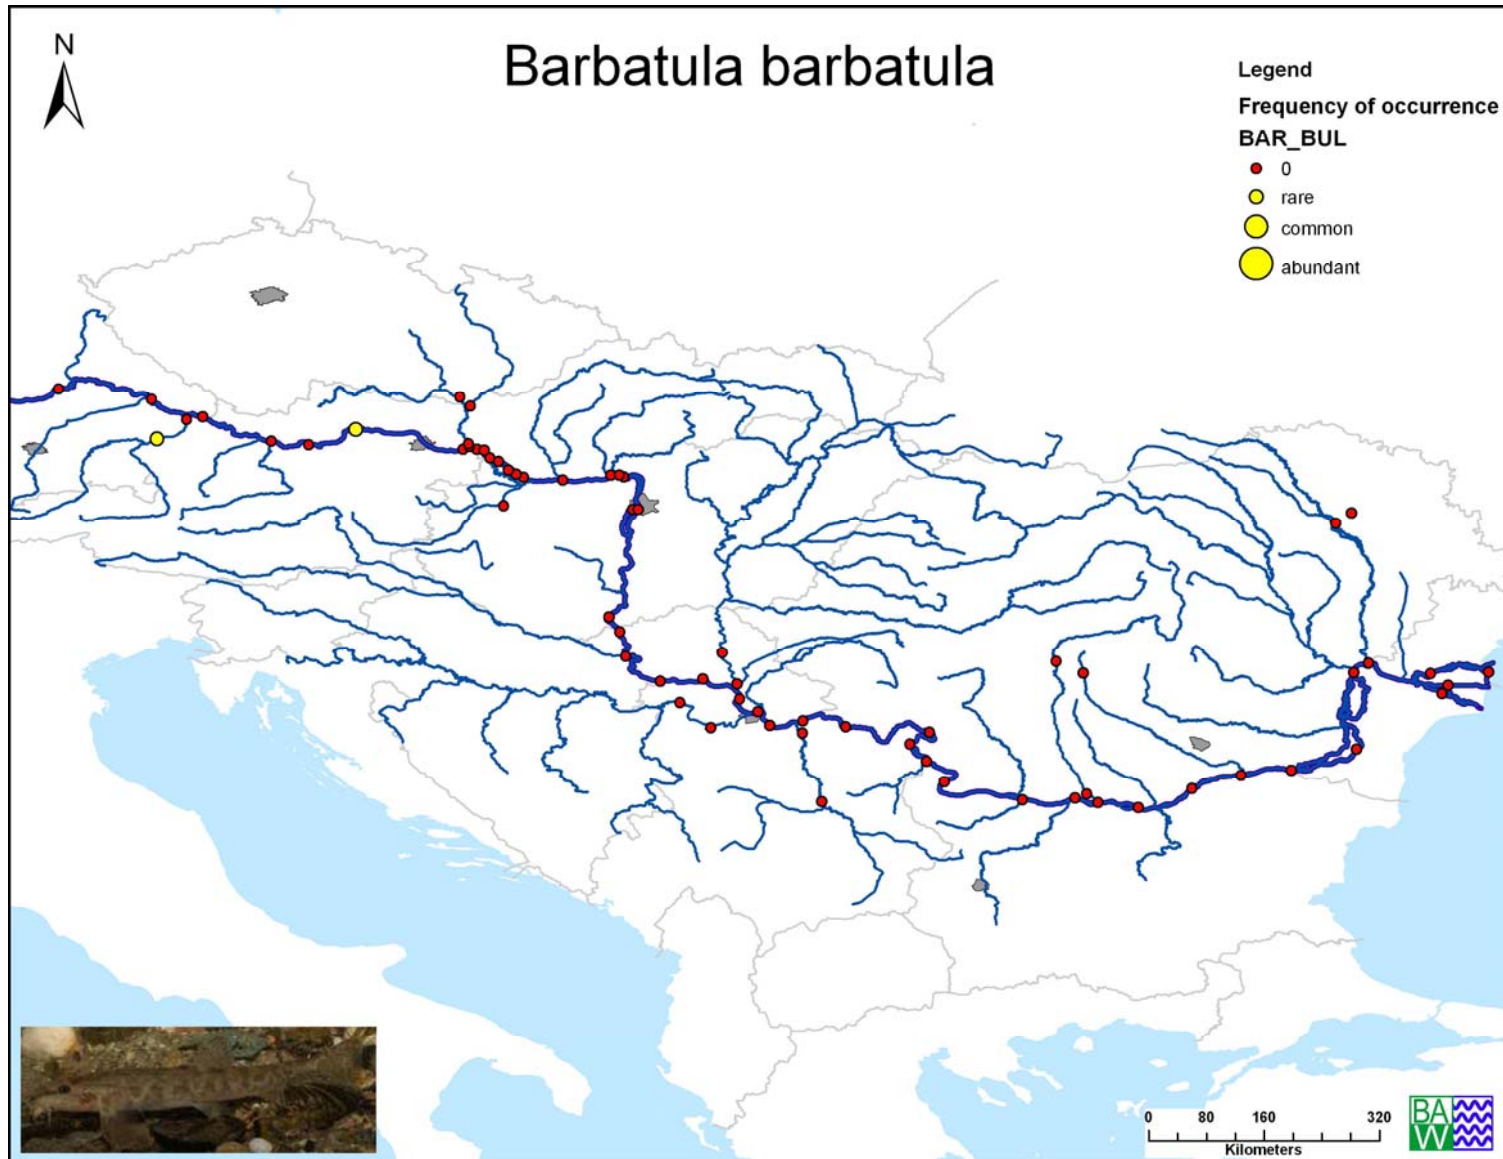 N
Barbatula barbatula
Legend
Frequency of occurrence
BAR_BUL
0
rare
common
abundant
0 80 160 320
Kilometers
BA
W